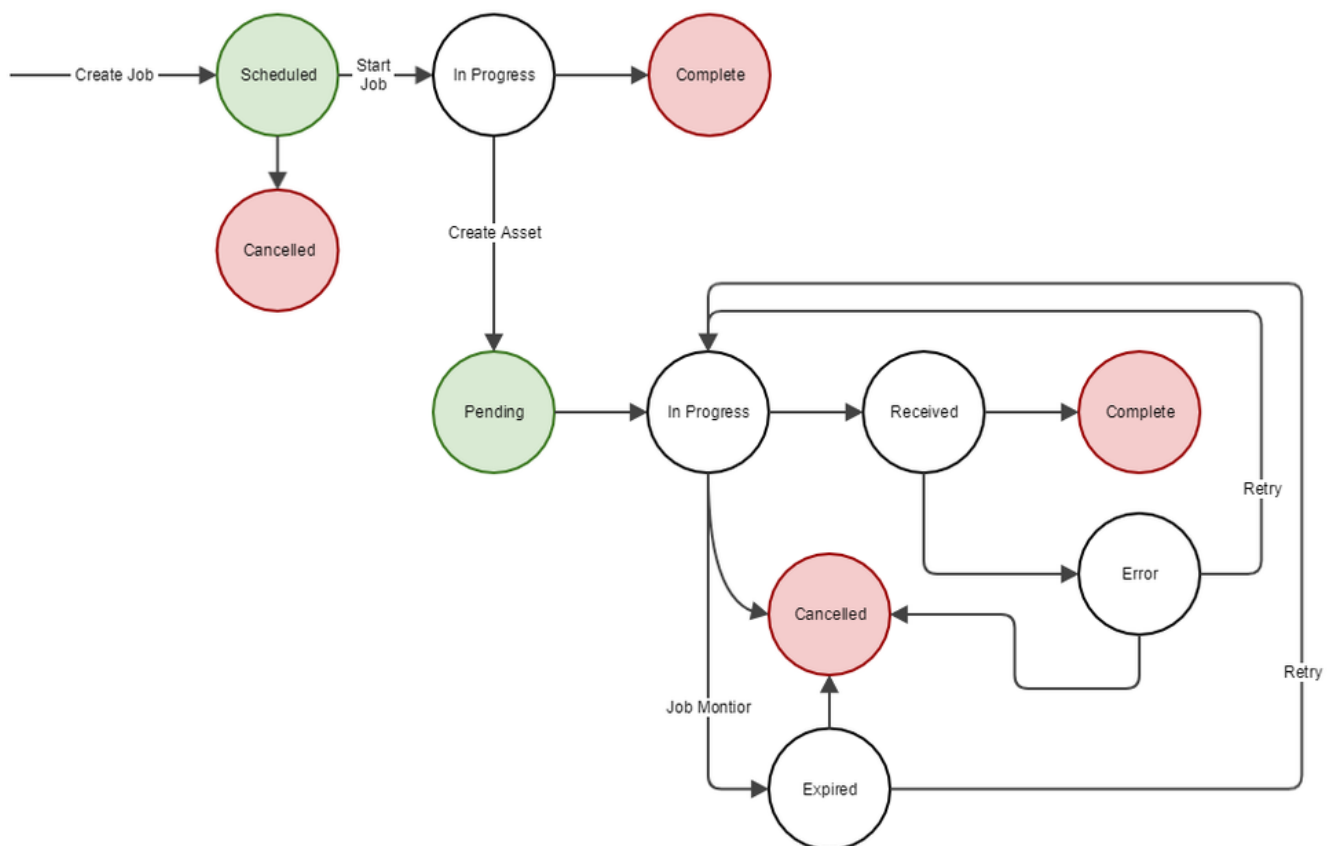 Create Job
Scheduled
Start
Job
In Progress
Complete
Cancelled
Create Asset
Pending
In Progress
Received
Complete
Retry
Error
Cancelled
Retry
Job Montior
Expired